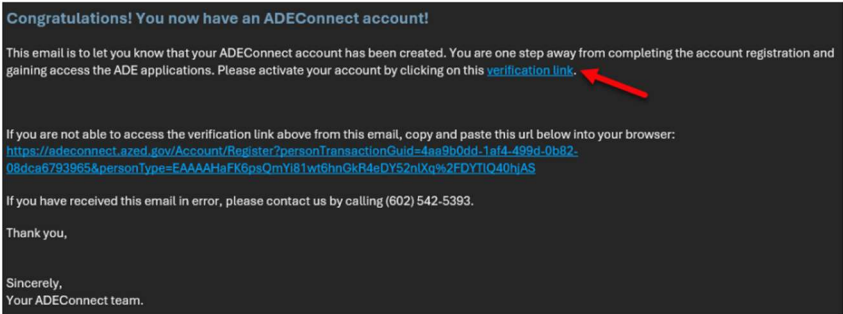 Congratulations! You now have an ADEConnect account!
This email is to let you know that your ADEConnect account has been created. You are one step away from completing the account registration and
gaining access the ADE applications. Please activate your account by clicking on this verification link.
If you are not able to access the verification link above from this email, copy and paste this url below into your browser:
https://adeconnect.azed.gov/Account/Register?personTransactionGuid=4aa9b0dd-1af4-499d-0b82-
08dca6793965&personType=EAAAAHaFK6psQmYi81wt6hnGkR4eDY52nIXq%2FDYTlQ40hjAS
If you have received this email in error, please contact us by calling (602) 542-5393.
Thank you,
Sincerely,
Your ADEConnect team.